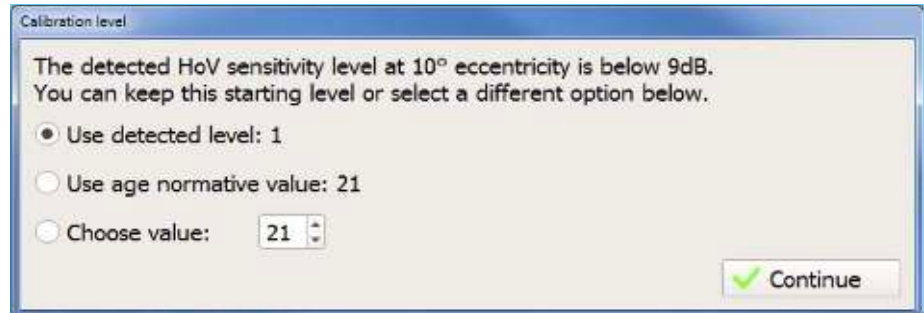 Calibration level
The detected HoV sensitivity level at 10° eccentricity is below 9dB.
You can keep this starting level or select a different option below.
Use detected level: 1
Use age normative value: 21
Choose value: 21
Continue